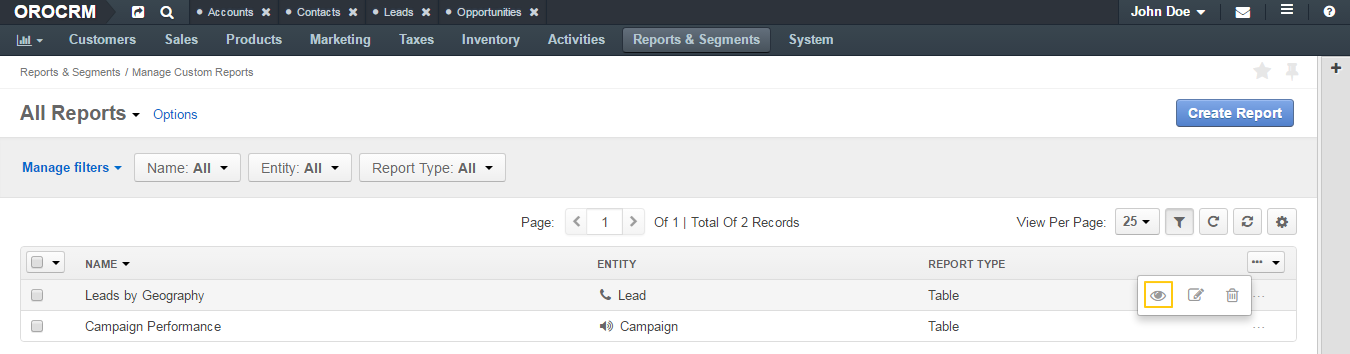 OROCRM Accounts Contacts Leads Opportunities John Doe
Customers Sales Products Marketing Taxes Inventory Activities Reports & Segments System
Reports & Segments / Manage Custom Reports
All Reports Options Create Report
Manage filters Name: All Entity: All Report Type: All
Page: 1 Of 1 | Total Of 2 Records View Per Page: 25
NAME ENTITY REPORT TYPE
Leads by Geography Lead Table
Campaign Performance Campaign Table